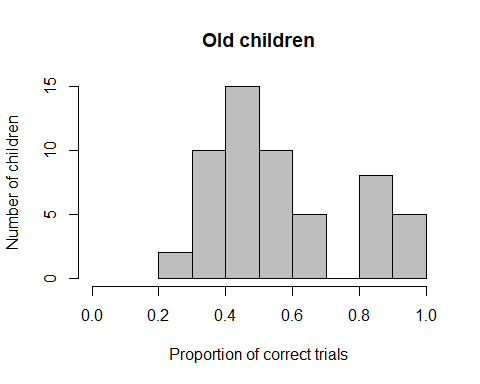 Old children
Number of children
15
10
5
0
0.0 0.2 0.4 0.6 0.8 1.0
Proportion of correct trials